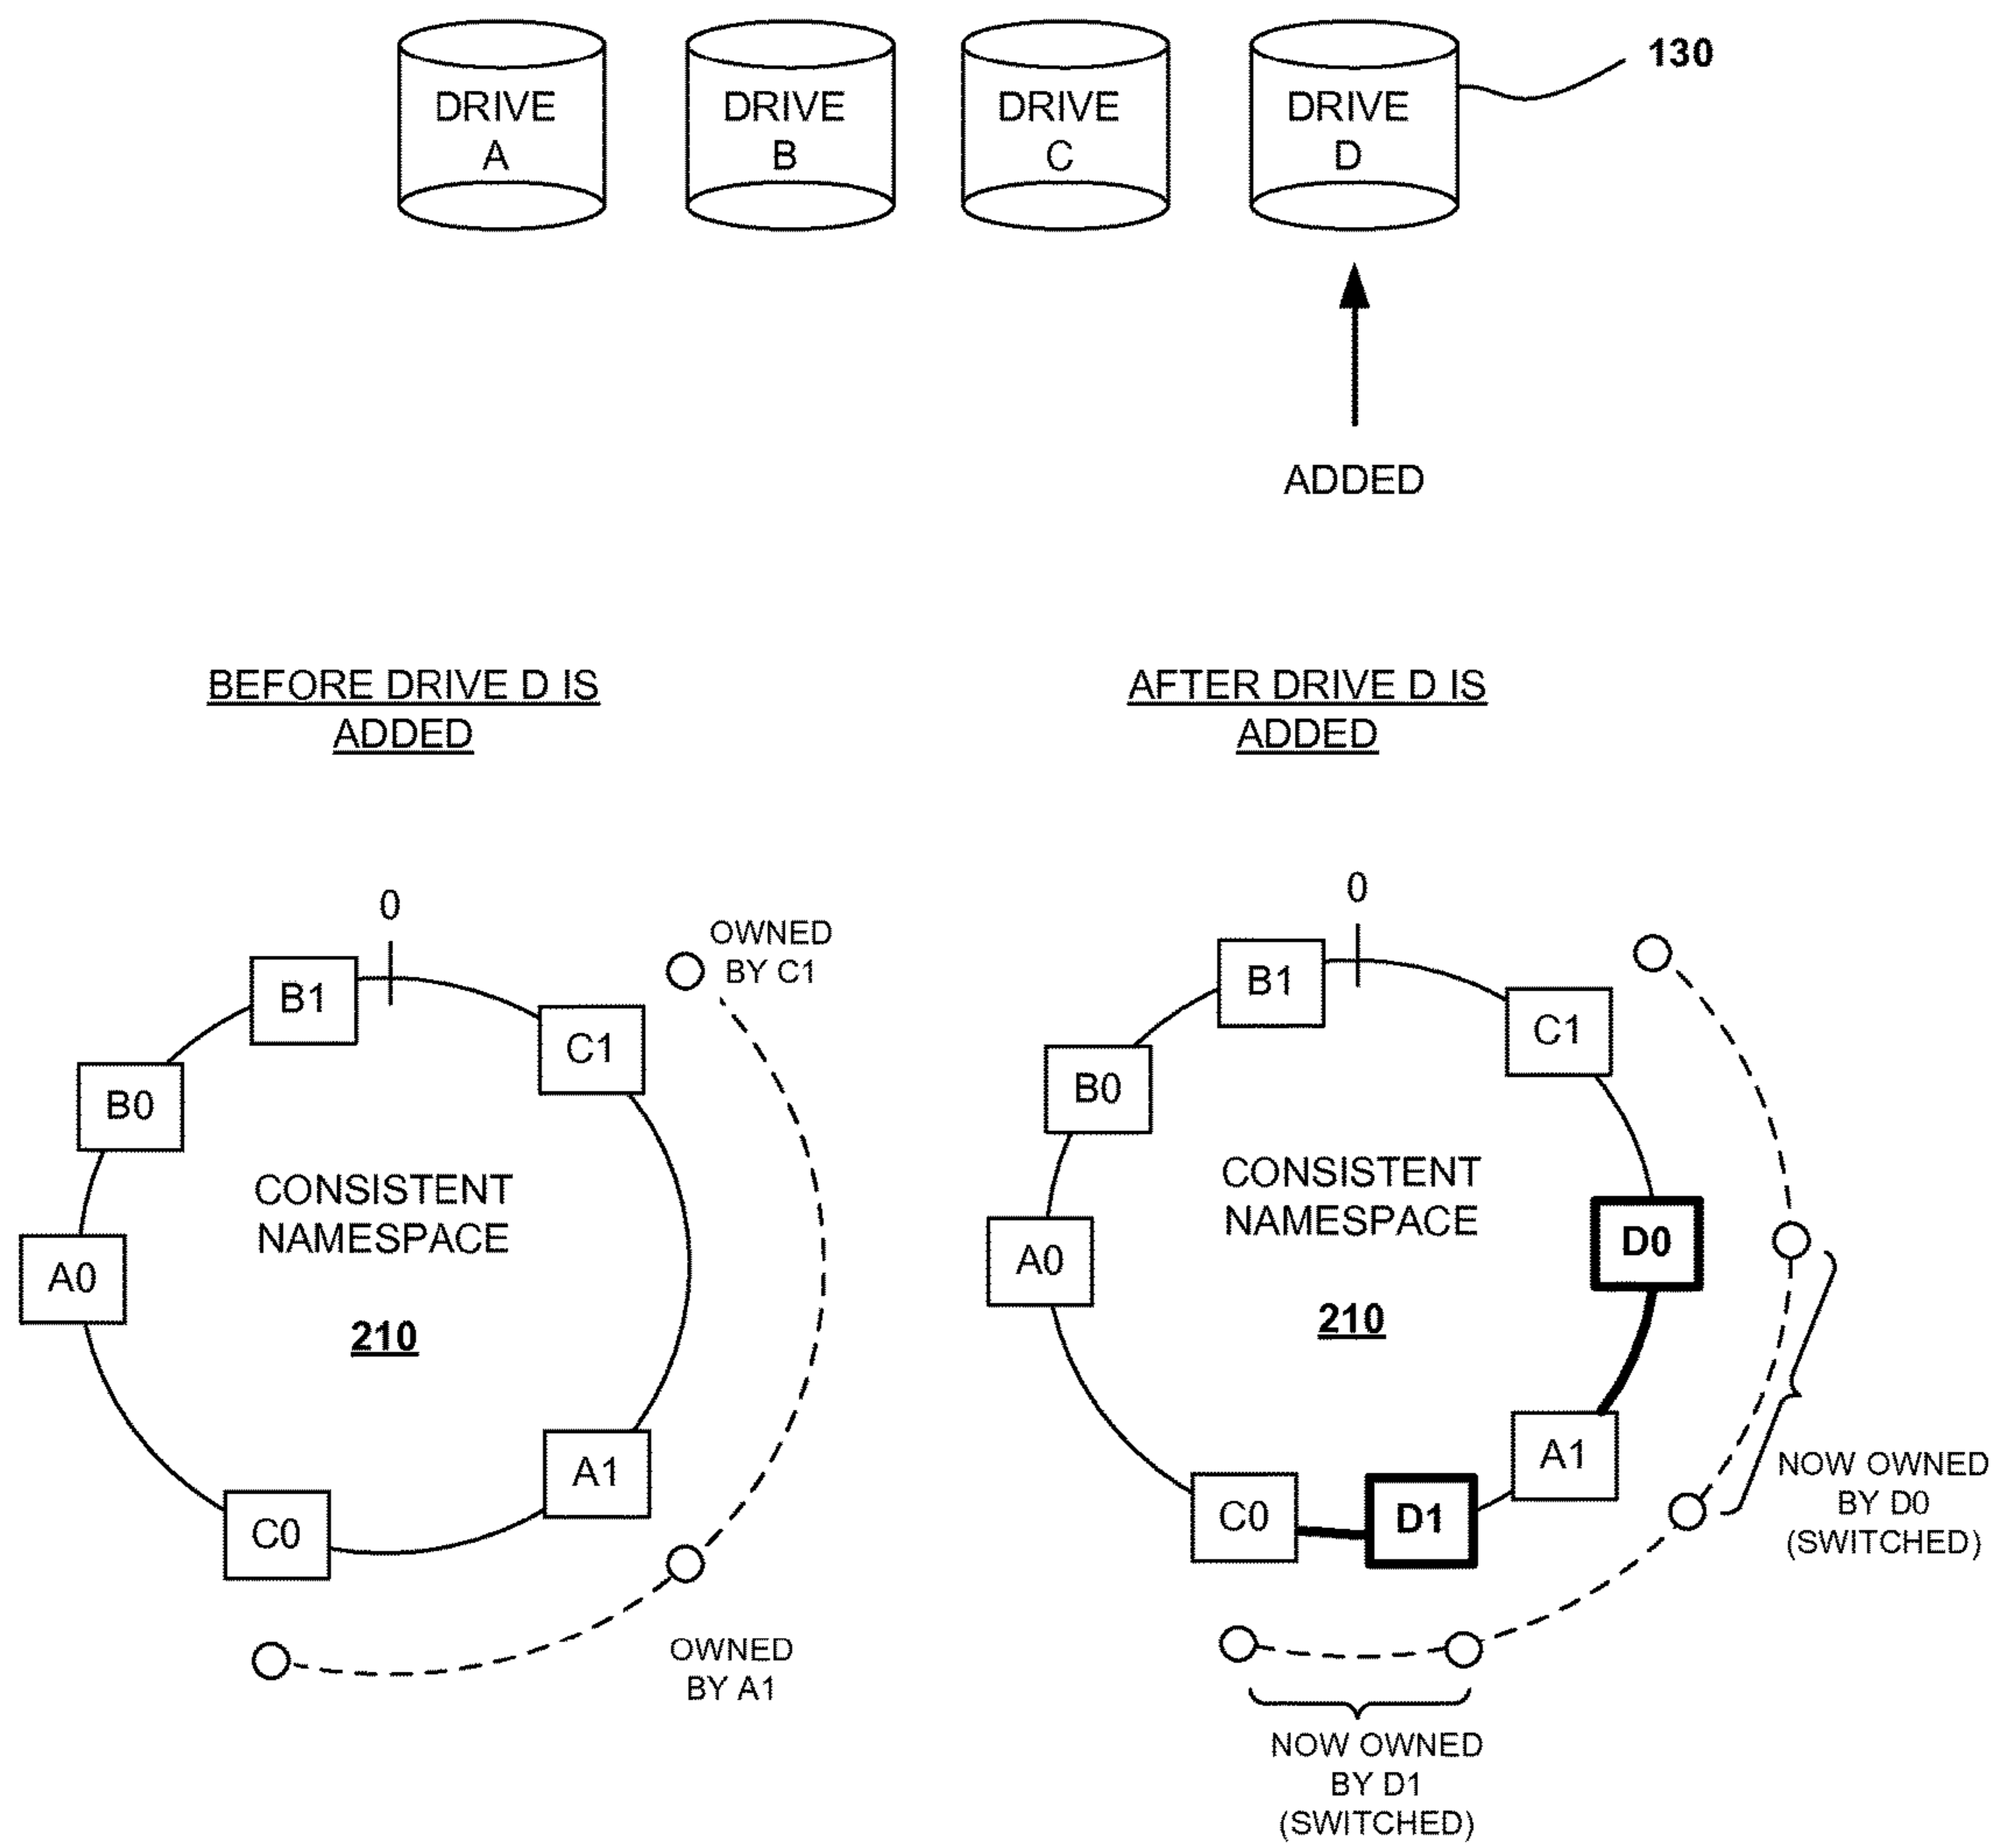 DRIVE
A
DRIVE
B
DRIVE
C
DRIVE
D
130
ADDED
BEFORE DRIVE D IS
ADDED
0
OWNED
BY C1
B1
C1
B0
CONSISTENT
NAMESPACE
A0
210
A1
C0
OWNED
BY A1
AFTER DRIVE D IS
ADDED
0
B1
C1
B0
CONSISTENT
NAMESPACE
D0
A0
210
A1
C0
D1
NOW OWNED
BY D0
(SWITCHED)
NOW OWNED
BY D1
(SWITCHED)